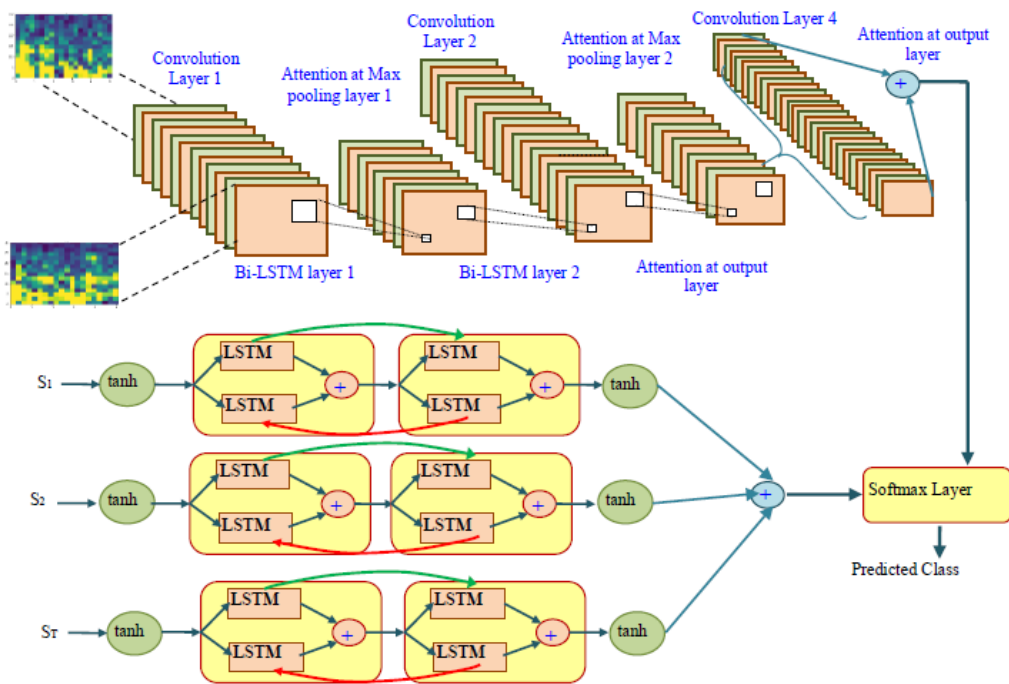 Convolution
Layer 1
Attention at Max
pooling layer 1
Convolution
Layer 2
Attention at Max
pooling layer 2
Convolution Layer 4
Attention at output
layer
+
Bi-LSTM layer 1
Bi-LSTM layer 2
Attention at output
layer
S1
tanh
LSTM
LSTM
+
LSTM
LSTM
+
tanh
S2
tanh
LSTM
LSTM
+
LSTM
LSTM
+
tanh
ST
tanh
LSTM
LSTM
+
LSTM
LSTM
+
tanh
+
Softmax Layer
Predicted Class